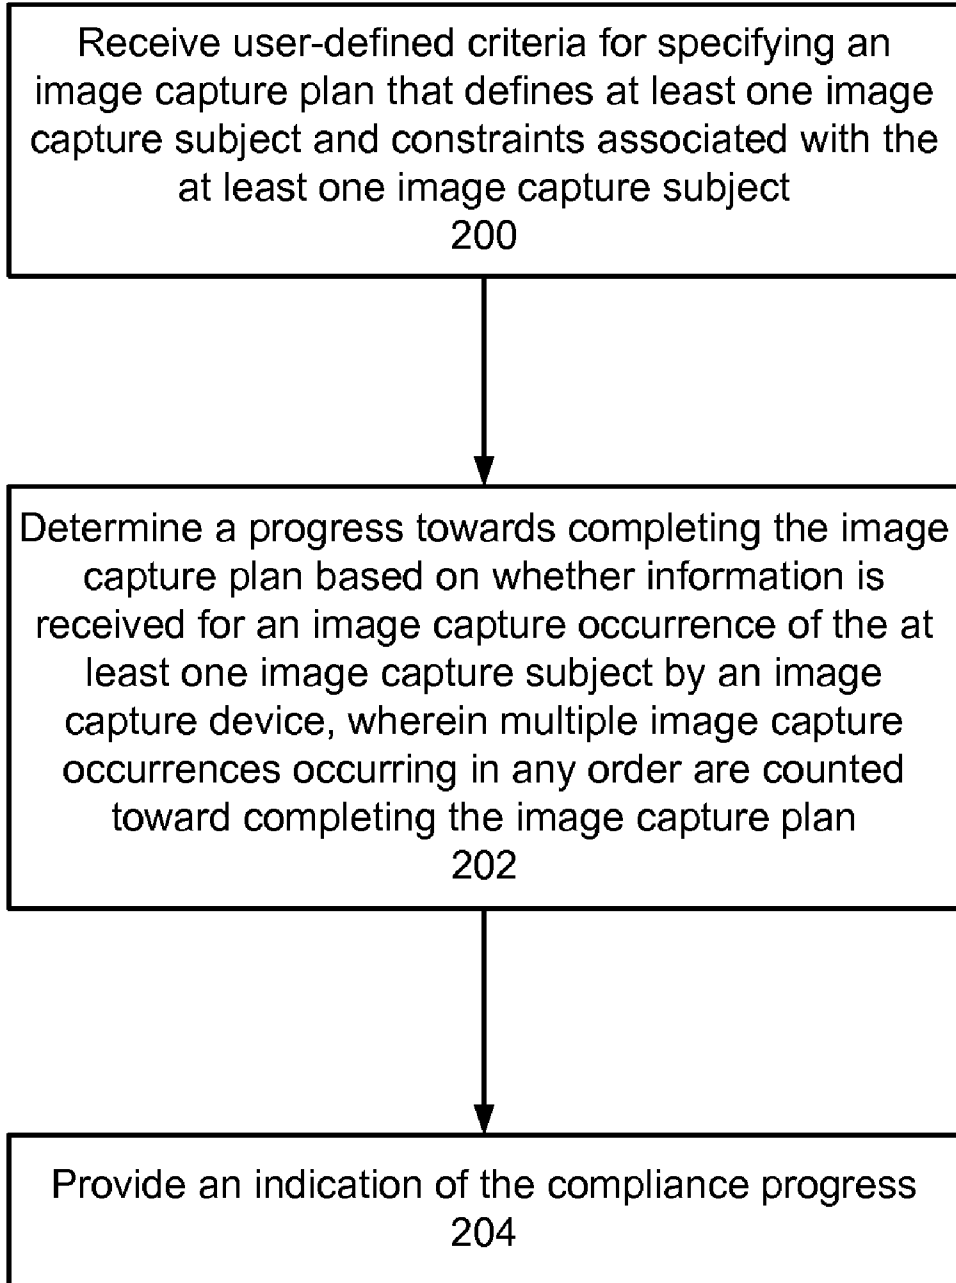 Receive user-defined criteria for specifying an
image capture plan that defines at least one image
capture subject and constraints associated with the
at least one image capture subject
200
Determine a progress towards completing the image
capture plan based on whether information is
received for an image capture occurrence of the at
least one image capture subject by an image
capture device, wherein multiple image capture
occurrences occurring in any order are counted
toward completing the image capture plan
202
Provide an indication of the compliance progress
204